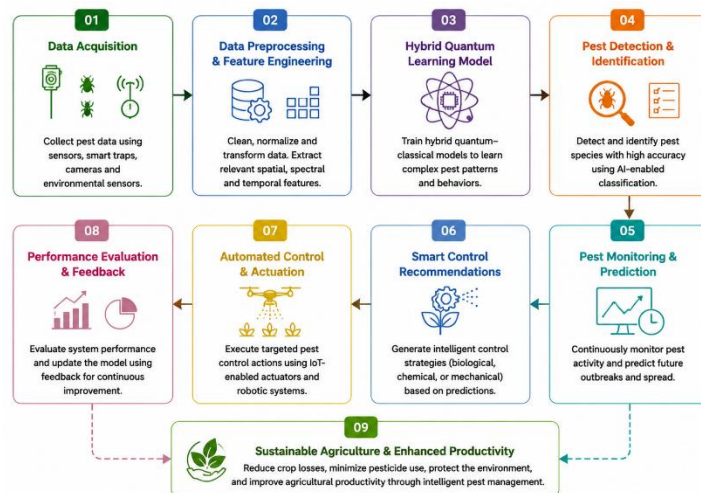 01
Data Acquisition
Collect pest data using
sensors, smart traps,
cameras and
environmental sensors.
02
Data Preprocessing
& Feature Engineering
Clean, normalize and
transform data. Extract
relevant spatial, spectral
and temporal features.
03
Hybrid Quantum
Learning Model
Train hybrid quantum–
classical models to learn
complex pest patterns
and behaviors.
04
Pest Detection &
Identification
Detect and identify pest
species with high accuracy
using AI-enabled
classification.
05
Pest Monitoring &
Prediction
Continuously monitor pest
activity and predict future
outbreaks and spread.
06
Smart Control
Recommendations
Generate intelligent control
strategies (biological,
chemical, or mechanical)
based on predictions.
07
Automated Control
& Actuation
Execute targeted pest
control actions using IoT-
enabled actuators and
robotic systems.
08
Performance Evaluation
& Feedback
Evaluate system performance
and update the model using
feedback for continuous
improvement.
09
Sustainable Agriculture & Enhanced Productivity
Reduce crop losses, minimize pesticide use, protect the environment,
and improve agricultural productivity through intelligent pest management.